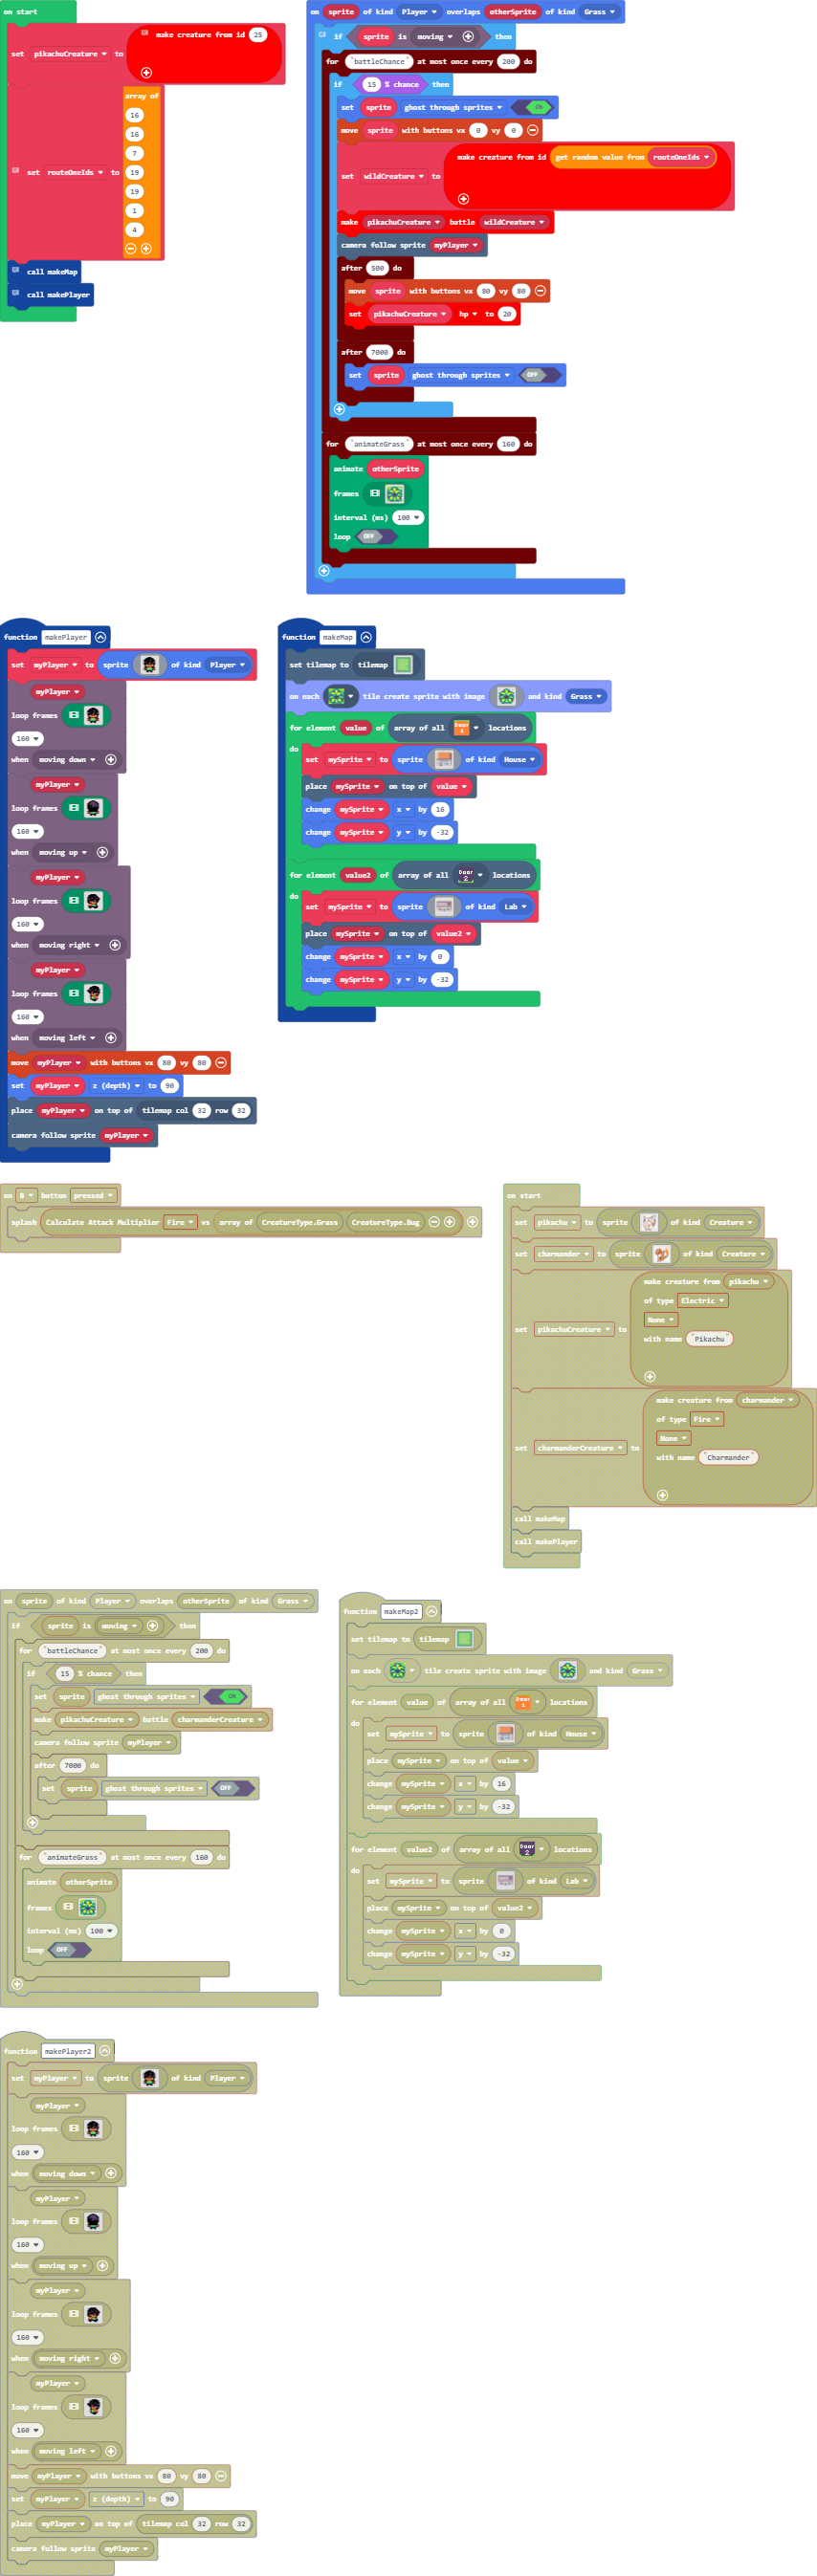 on start
set pikachuCreature to make creature from id 25
set routeOneIds to array of
16
16
7
19
19
1
4
call makeMap
call makePlayer
on sprite of kind Player overlaps otherSprite of kind Grass
if sprite is moving then
for "battleChance" at most once every 200 do
if 15 % chance then
set sprite ghost through sprites ON
move sprite with buttons vx 0 vy 0
set wildCreature to make creature from id get random value from routeOneIds
make pikachuCreature battle wildCreature
camera follow sprite myPlayer
after 500 do
move sprite with buttons vx 80 vy 80
set pikachuCreature hp to 20
after 7000 do
set sprite ghost through sprites OFF
for "animateGrass" at most once every 160 do
animate otherSprite
frames
interval (ms) 100
loop OFF
function makePlayer
set myPlayer to sprite of kind Player
myPlayer
loop frames
160
when moving down
myPlayer
loop frames
160
when moving up
myPlayer
loop frames
160
when moving right
myPlayer
loop frames
160
when moving left
move myPlayer with buttons vx 80 vy 80
set myPlayer z (depth) to 90
place myPlayer on top of tilemap col 32 row 32
camera follow sprite myPlayer
function makeMap
set tilemap to tilemap
on each tile create sprite with image and kind Grass
for element value of array of all Door 1 locations
do
set mySprite to sprite of kind House
place mySprite on top of value
change mySprite x by 16
change mySprite y by -32
for element value2 of array of all Door 2 locations
do
set mySprite to sprite of kind Lab
place mySprite on top of value2
change mySprite x by 0
change mySprite y by -32
on B button pressed
splash Calculate Attack Multiplier Fire vs array of CreatureType.Grass CreatureType.Bug
on start
set pikachu to sprite of kind Creature
set charmander to sprite of kind Creature
set pikachuCreature to make creature from pikachu
of type Electric
None
with name "Pikachu"
set charmanderCreature to make creature from charmander
of type Fire
None
with name "Charmander"
call makeMap
call makePlayer
on sprite of kind Player overlaps otherSprite of kind Grass
if sprite is moving then
for "battleChance" at most once every 200 do
if 15 % chance then
set sprite ghost through sprites ON
make pikachuCreature battle charmanderCreature
camera follow sprite myPlayer
after 7000 do
set sprite ghost through sprites OFF
for "animateGrass" at most once every 160 do
animate otherSprite
frames
interval (ms) 100
loop OFF
function makeMap2
set tilemap to tilemap
on each tile create sprite with image and kind Grass
for element value of array of all Door 1 locations
do
set mySprite to sprite of kind House
place mySprite on top of value
change mySprite x by 16
change mySprite y by -32
for element value2 of array of all Door 2 locations
do
set mySprite to sprite of kind Lab
place mySprite on top of value2
change mySprite x by 0
change mySprite y by -32
function makePlayer2
set myPlayer to sprite of kind Player
myPlayer
loop frames
160
when moving down
myPlayer
loop frames
160
when moving up
myPlayer
loop frames
160
when moving right
myPlayer
loop frames
160
when moving left
move myPlayer with buttons vx 80 vy 80
set myPlayer z (depth) to 90
place myPlayer on top of tilemap col 32 row 32
camera follow sprite myPlayer